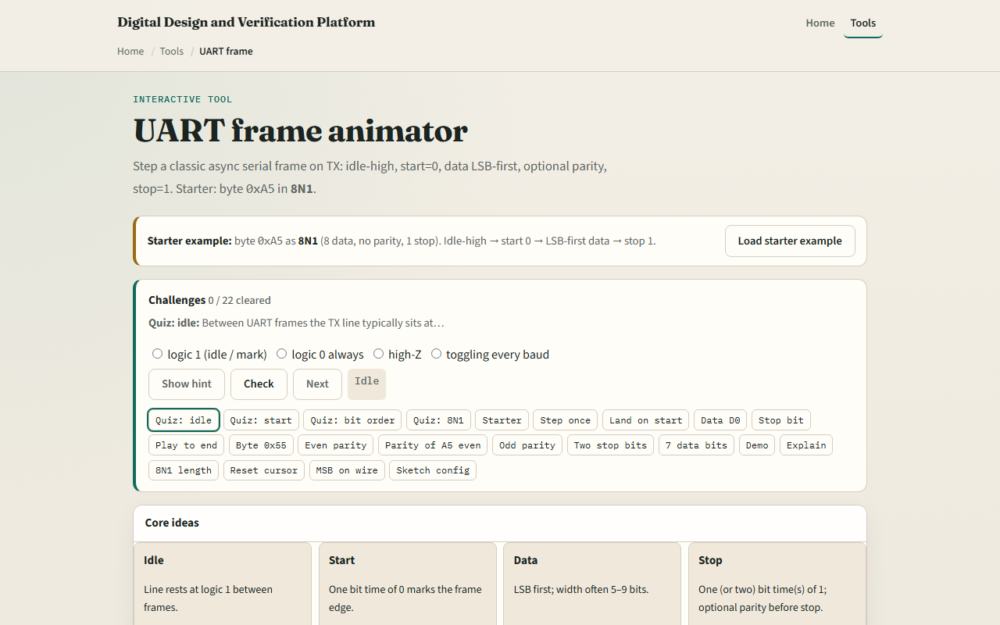 Digital Design and Verification Platform
Home Tools
Home / Tools / UART frame
INTERACTIVE TOOL
UART frame animator
Step a classic async serial frame on TX: idle-high, start=0, data LSB-first, optional parity,
stop=1. Starter: byte 0xA5 in 8N1.
Starter example: byte 0xA5 as 8N1 (8 data, no parity, 1 stop). Idle-high → start 0 → LSB-first data → stop 1.
Load starter example
Challenges 0 / 22 cleared
Quiz: idle: Between UART frames the TX line typically sits at…
logic 1 (idle / mark) logic 0 always high-Z toggling every baud
Show hint Check Next Idle
Quiz: idle Quiz: start Quiz: bit order Quiz: 8N1 Starter Step once Land on start Data D0 Stop bit
Play to end Byte 0x55 Even parity Parity of A5 even Odd parity Two stop bits 7 data bits Demo Explain
8N1 length Reset cursor MSB on wire Sketch config
Core ideas
Idle
Line rests at logic 1 between
frames.
Start
One bit time of 0 marks the frame
edge.
Data
LSB first; width often 5–9 bits.
Stop
One (or two) bit time(s) of 1;
optional parity before stop.